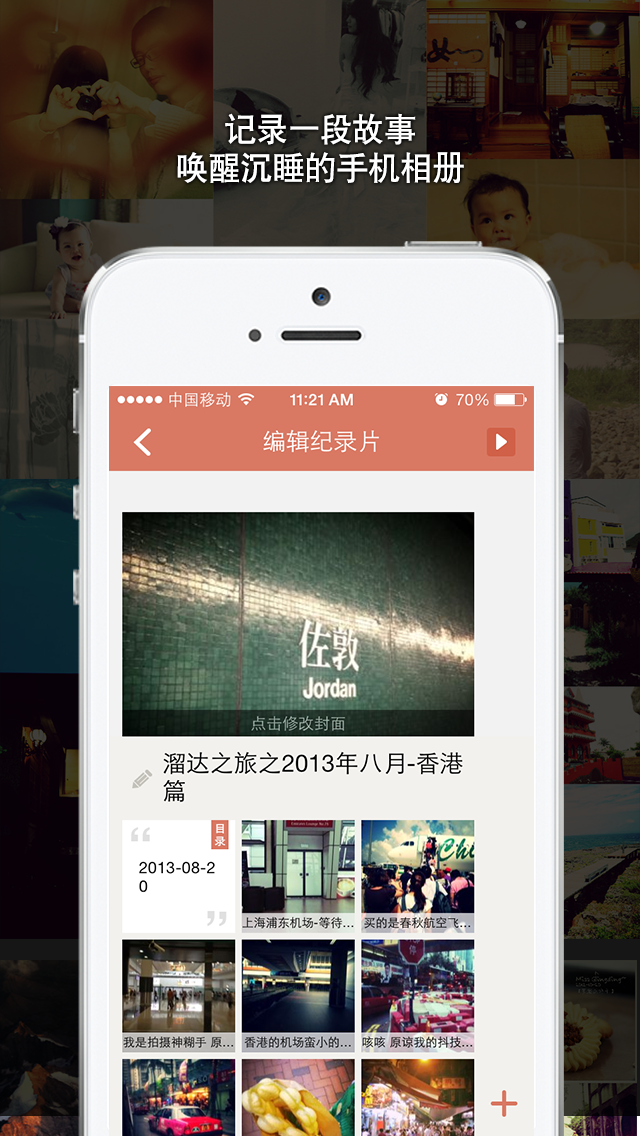 记录一段故事
唤醒沉睡的手机相册
中国移动
11:21 AM
70%
编辑纪录片
佐敦
Jordan
点击修改封面
溜达之旅之2013年八月-香港
篇
“
目录
2013-08-2
0
”
上海浦东机场-等待...
买的是春秋航空飞...
我是拍摄神糊手 原...
香港的机场蛮小的...
咳咳 原谅我的抖技...
+